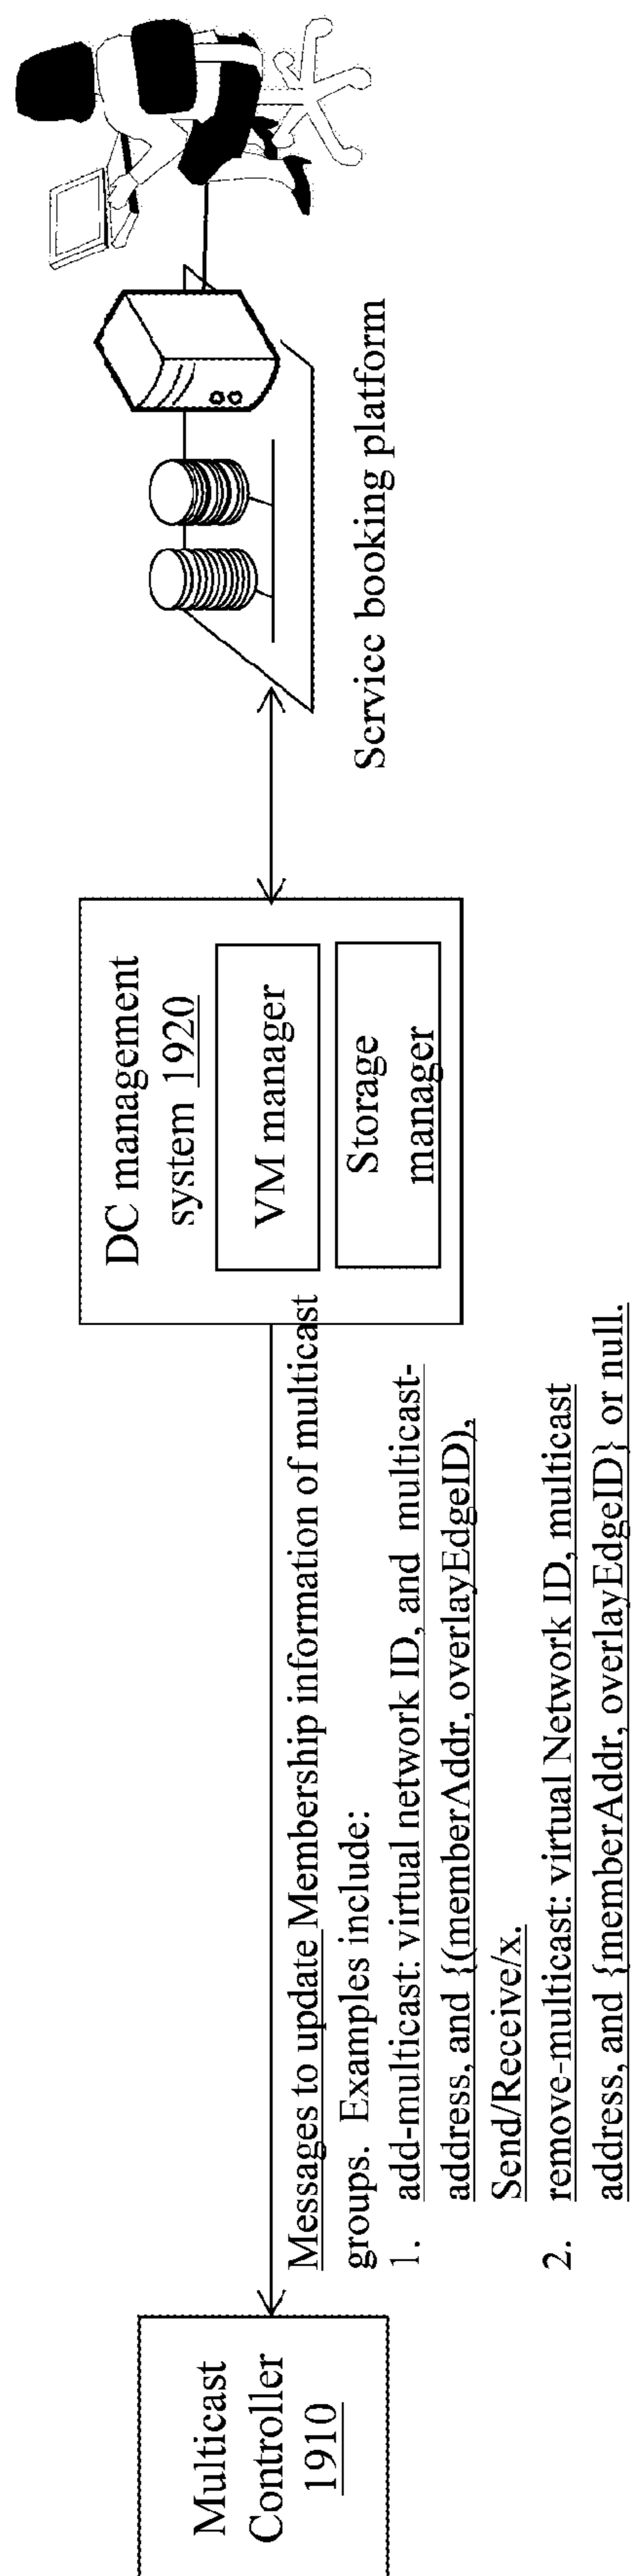 Multicast
Controller
1910
Messages to update Membership information of multicast
groups. Examples include:
1. add-multicast: virtual network ID, and multicast-
address, and {(memberAddr, overlayEdgeID),
Send/Receive/x.
2. remove-multicast: virtual Network ID, multicast
address, and {memberAddr, overlayEdgeID} or null.
DC management
system 1920
VM manager
Storage
manager
Service booking platform